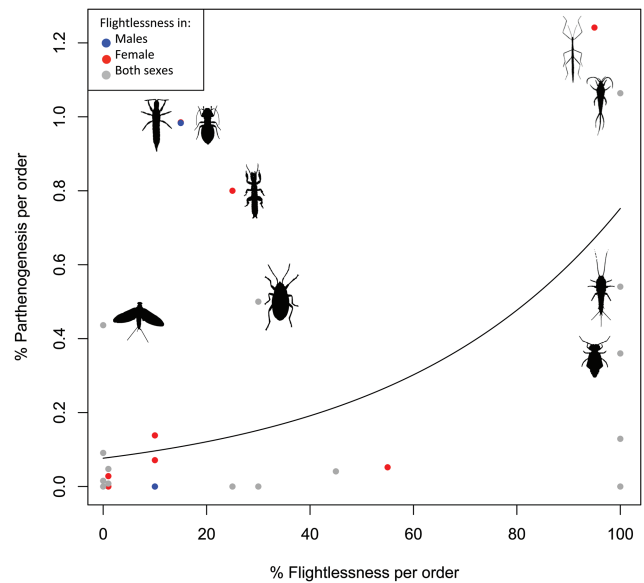 Flightlessness in:
Males
Female
Both sexes
% Parthenogenesis per order
1.2
1.0
0.8
0.6
0.4
0.2
0.0
0 20 40 60 80 100
% Flightlessness per order